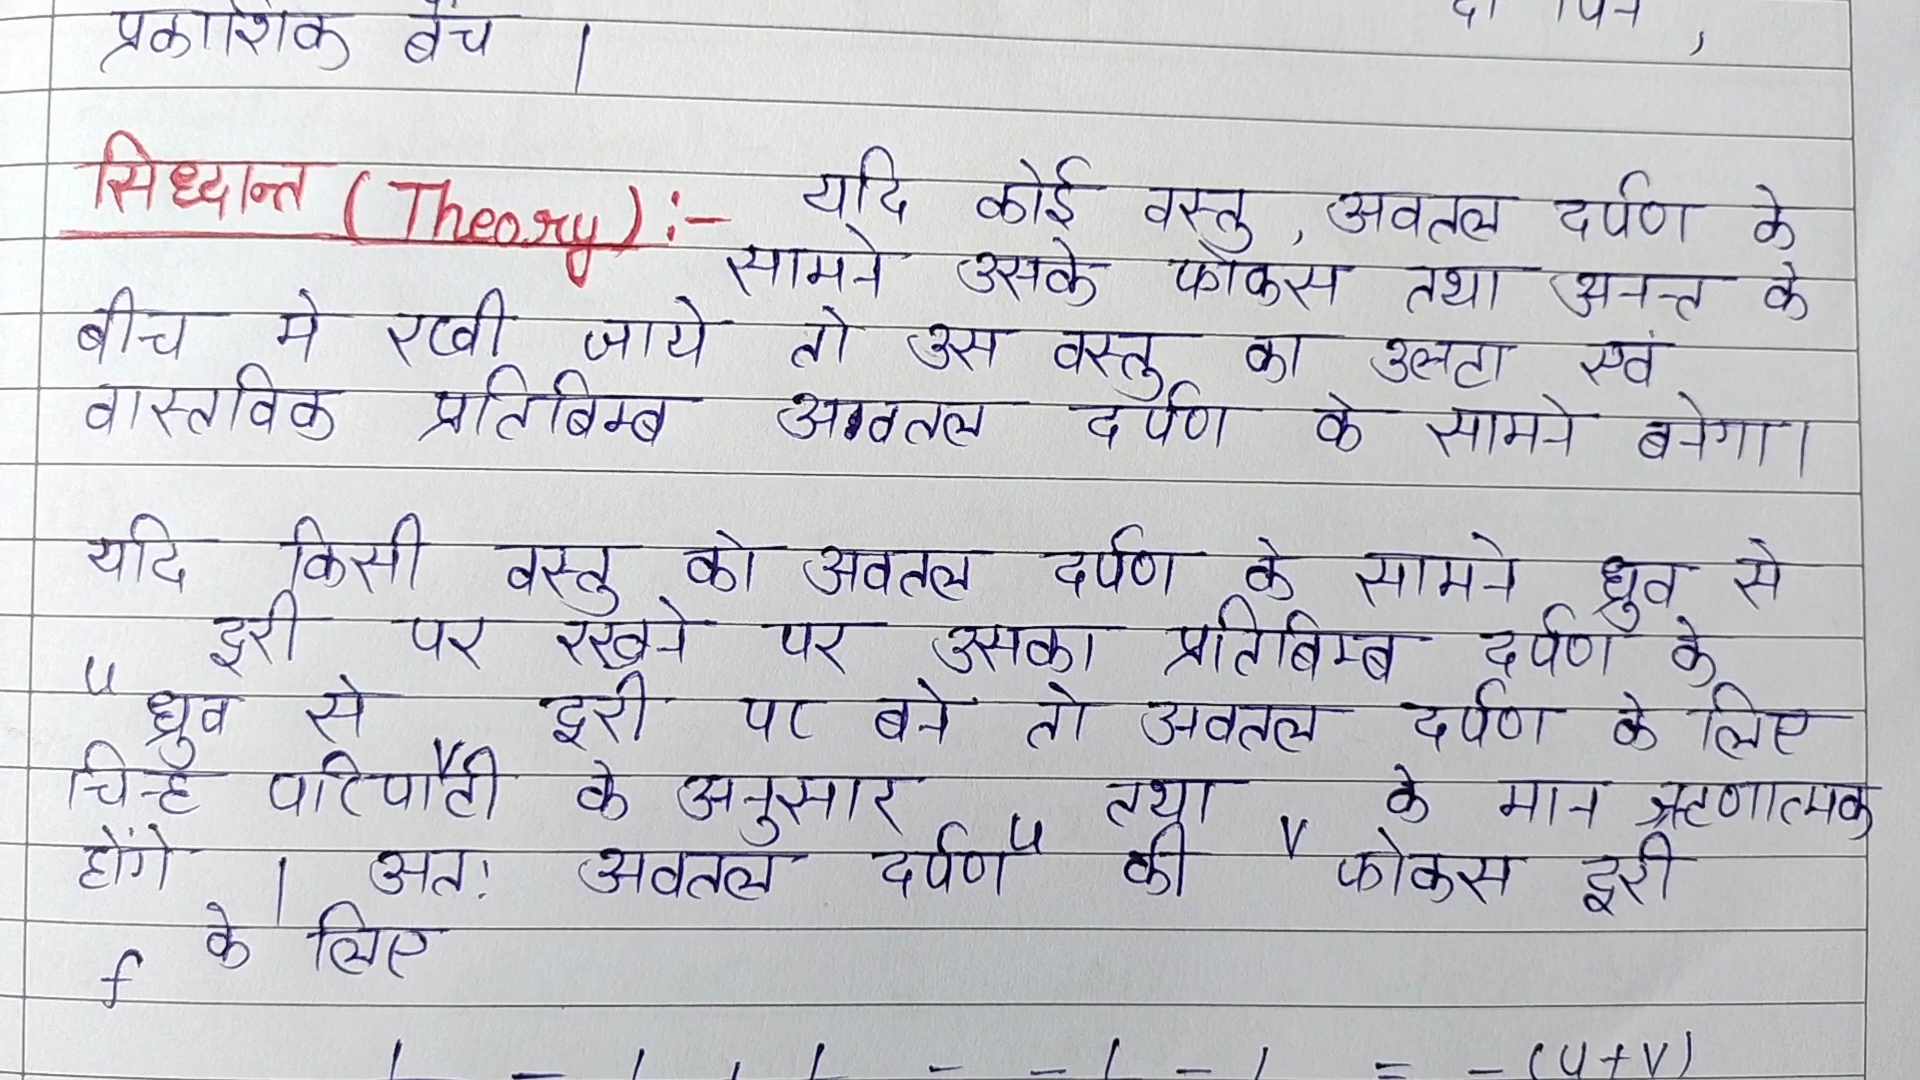 प्रकाशिक बेंच ।
सिध्दान्त (Theory) :- यदि कोई वस्तु, अवतल दर्पण के
सामने उसके फोकस तथा अनन्त के
बीच मे रखी जाये तो उस वस्तु का उलटा एवं
वास्तविक प्रतिबिम्ब अवतल दर्पण के सामने बनेगा।
यदि किसी वस्तु को अवतल दर्पण के सामने ध्रुव से
u दूरी पर रखने पर उसका प्रतिबिम्ब दर्पण के
ध्रुव से v दूरी पर बने तो अवतल दर्पण के लिए
चिन्ह परिपाटी के अनुसार u तथा v के मान ऋणात्मक
होंगे । अत: अवतल दर्पण की फोकस दूरी
f के लिए
= -(u+v)